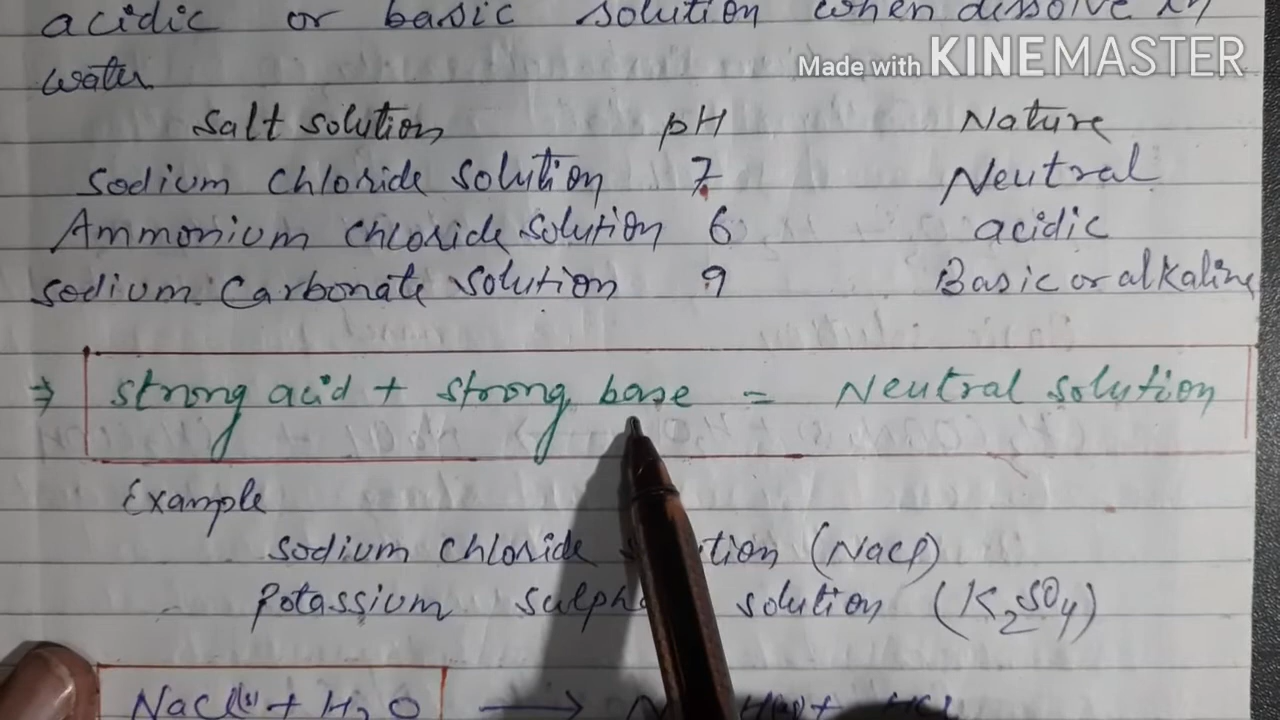 acidic or basic solution when dissolve in
Made with KINEMASTER
water
Salt solution pH Nature
Sodium chloride solution 7 Neutral
Ammonium chloride solution 6 acidic
sodium carbonate solution 9 Basic or alkaline
⇒ strong acid + strong base = Neutral solution
Example
sodium chloride tion (NaCl)
Potassium sulph solution (K2SO4)
NaCl(s) + H2O ⟶